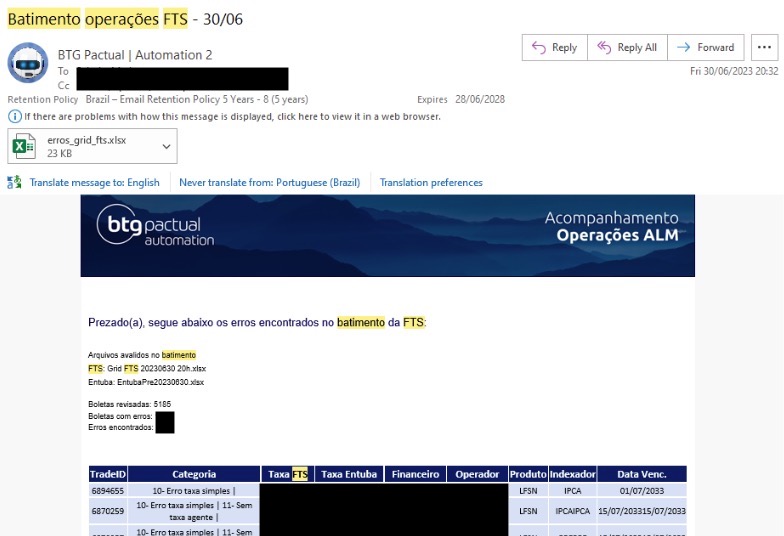 Batimento operações FTS - 30/06
BTG Pactual | Automation 2
To
Cc
Reply
Reply All
Forward
Fri 30/06/2023 20:32
Retention Policy Brazil – Email Retention Policy 5 Years - 8 (5 years)
Expires 28/06/2028
If there are problems with how this message is displayed, click here to view it in a web browser.
erros_grid_fts.xlsx
23 KB
Translate message to: English
Never translate from: Portuguese (Brazil)
Translation preferences
btg pactual
automation
Acompanhamento
Operações ALM
Prezado(a), segue abaixo os erros encontrados no batimento da FTS:
Arquivos avalidos no batimento
FTS: Grid FTS 20230630 20h.xlsx
Entuba: EntubaPre20230630.xlsx
Boletas revisadas: 5185
Boletas com erros:
Erros encontrados:
TradeID Categoria Taxa FTS Taxa Entuba Financeiro Operador Produto Indexador Data Venc.
6894655 10- Erro taxa simples | LFSN IPCA 01/07/2033
6870259 10- Erro taxa simples | 11- Sem taxa agente | LFSN IPCAIPCA 15/07/203315/07/2033
10- Erro taxa simples | 11- Sem